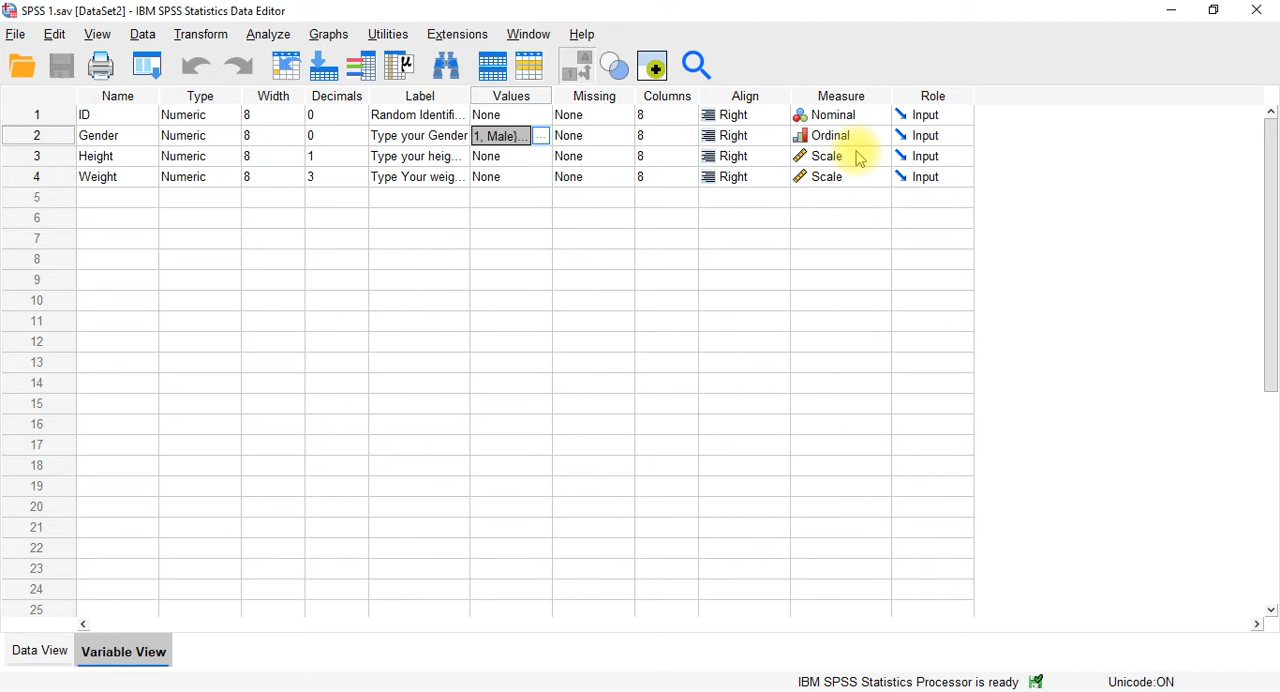 SPSS 1.sav [DataSet2] - IBM SPSS Statistics Data Editor
File Edit View Data Transform Analyze Graphs Utilities Extensions Window Help
Name Type Width Decimals Label Values Missing Columns Align Measure Role
1 ID Numeric 8 0 Random Identifi... None None 8 Right Nominal Input
2 Gender Numeric 8 0 Type your Gender 1, Male}... ... None 8 Right Ordinal Input
3 Height Numeric 8 1 Type your heig... None None 8 Right Scale Input
4 Weight Numeric 8 3 Type Your weig... None None 8 Right Scale Input
5
6
7
8
9
10
11
12
13
14
15
16
17
18
19
20
21
22
23
24
25
Data View Variable View
IBM SPSS Statistics Processor is ready Unicode:ON